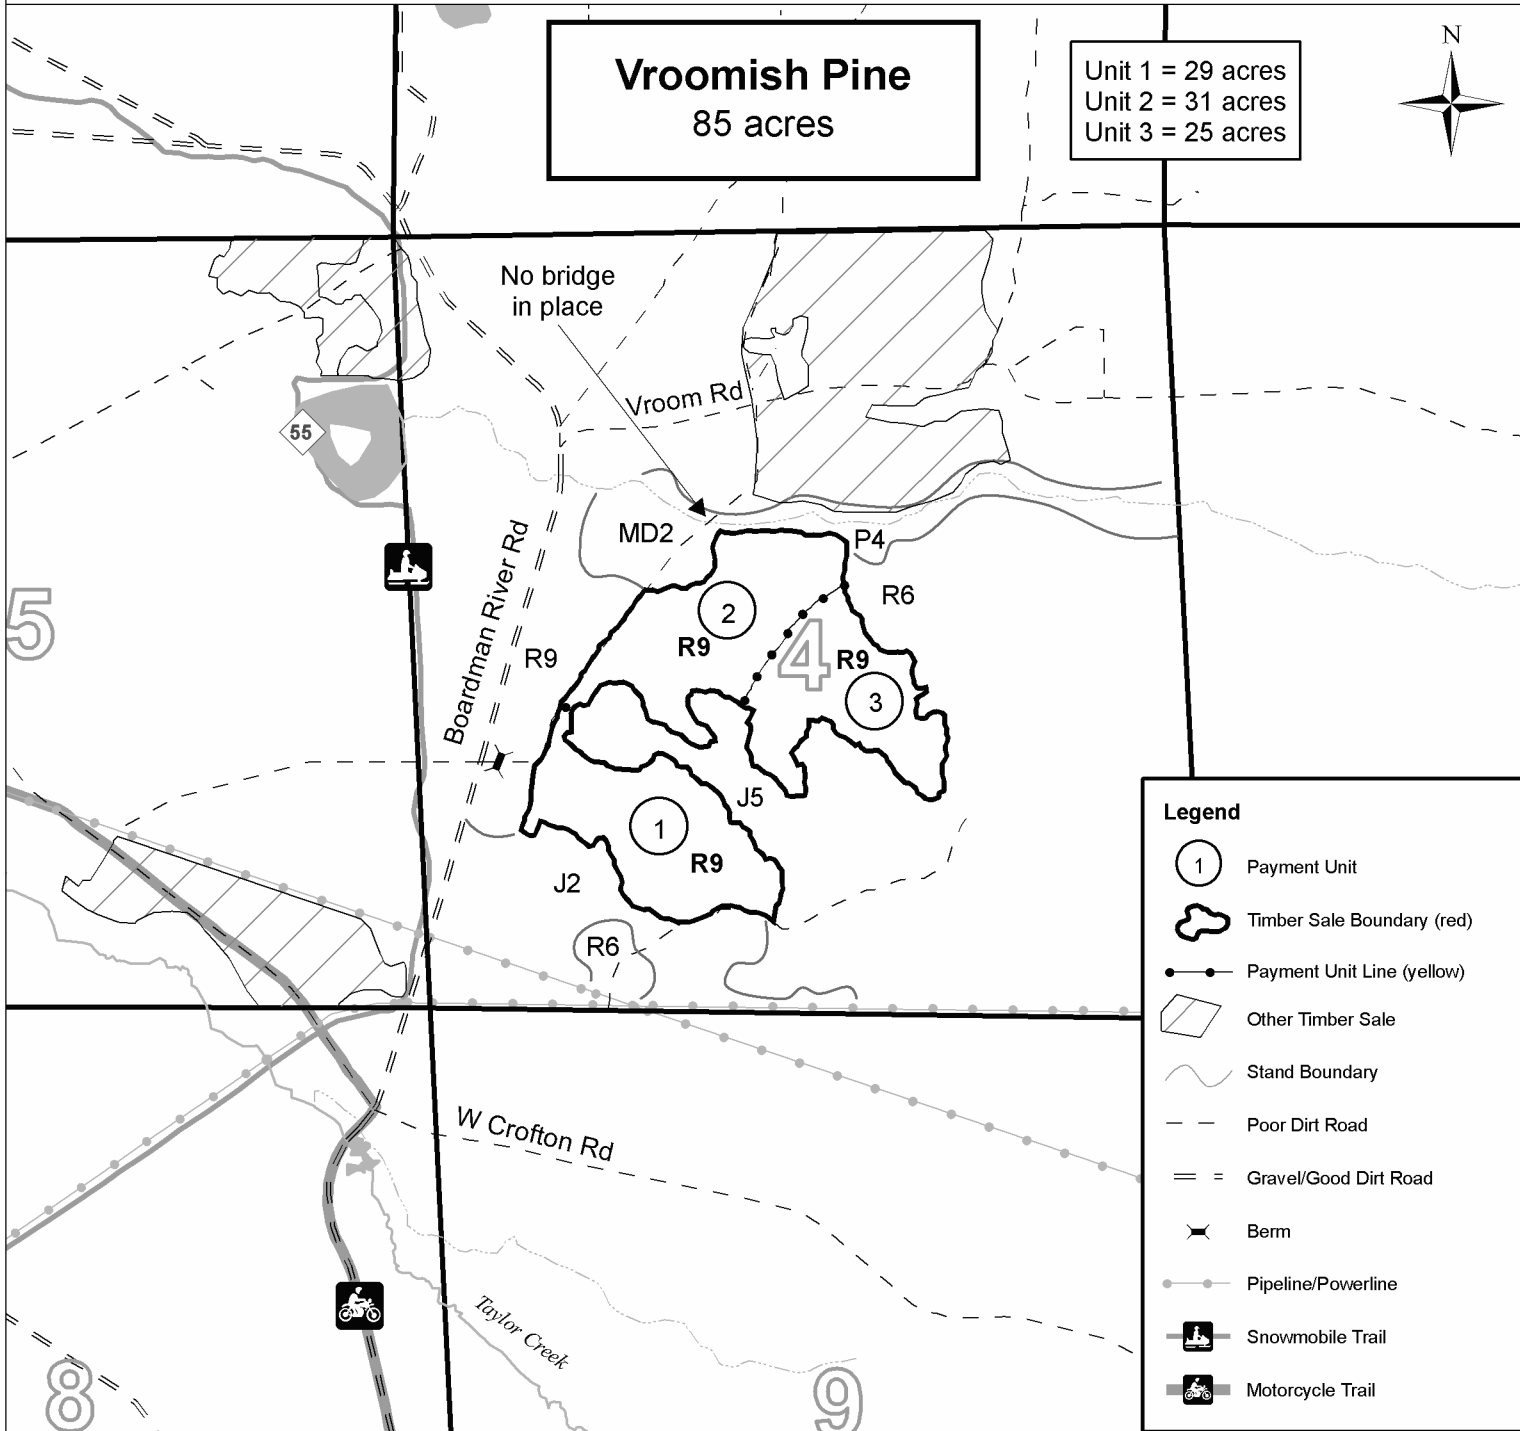 Vroomish Pine
85 acres
Unit 1 = 29 acres
Unit 2 = 31 acres
Unit 3 = 25 acres
N
No bridge
in place
Vroom Rd
55
MD2
P4
Boardman River Rd
5
R6
2
R9
4
R9
R9
3
J5
1
R9
J2
R6
W Crofton Rd
Taylor Creek
8
9
Legend
1
Payment Unit
Timber Sale Boundary (red)
Payment Unit Line (yellow)
Other Timber Sale
Stand Boundary
Poor Dirt Road
Gravel/Good Dirt Road
Berm
Pipeline/Powerline
Snowmobile Trail
Motorcycle Trail